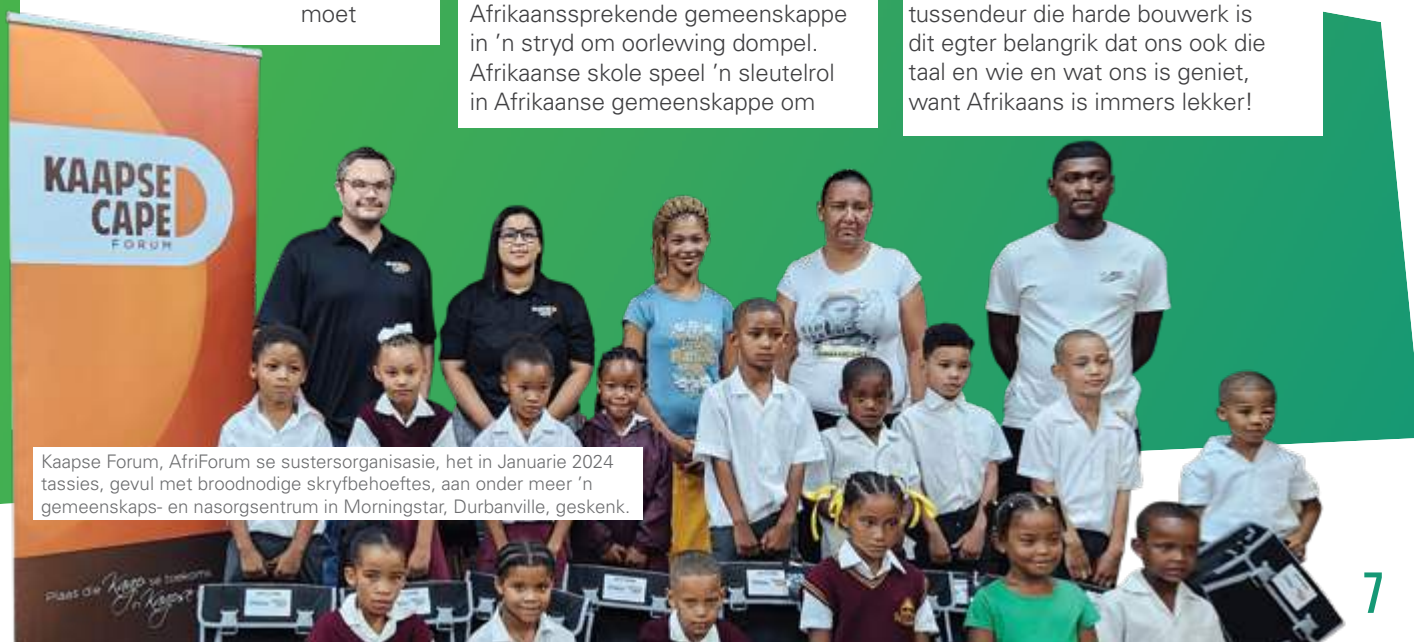 moet
Afrikaanssprekende gemeenskappe
in ’n stryd om oorlewing dompel.
Afrikaanse skole speel ’n sleutelrol
in Afrikaanse gemeenskappe om
tussendeur die harde bouwerk is
dit egter belangrik dat ons ook die
taal en wie en wat ons is geniet,
want Afrikaans is immers lekker!
KAAPSE
CAPE
FORUM
Kaapse Forum, AfriForum se sustersorganisasie, het in Januarie 2024
tassies, gevul met broodnodige skryfbehoeftes, aan onder meer ’n
gemeenskaps- en nasorgsentrum in Morningstar, Durbanville, geskenk.
Plaas die Kaap se toekoms
in Kaapse
7